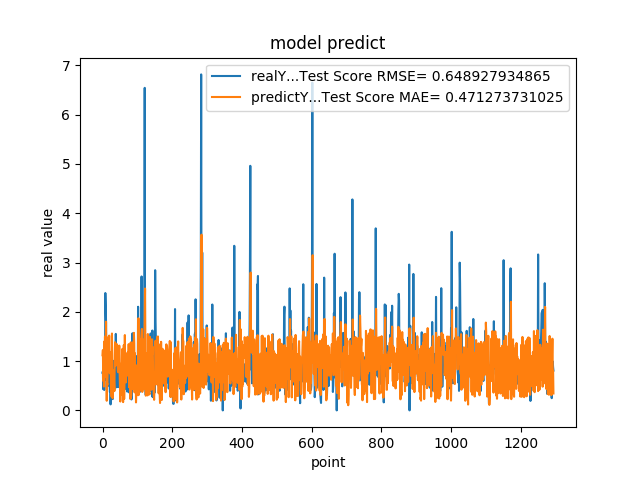 model predict
realY...Test Score RMSE= 0.648927934865
predictY...Test Score MAE= 0.471273731025
7
6
5
4
3
2
1
0
real value
0 200 400 600 800 1000 1200
point